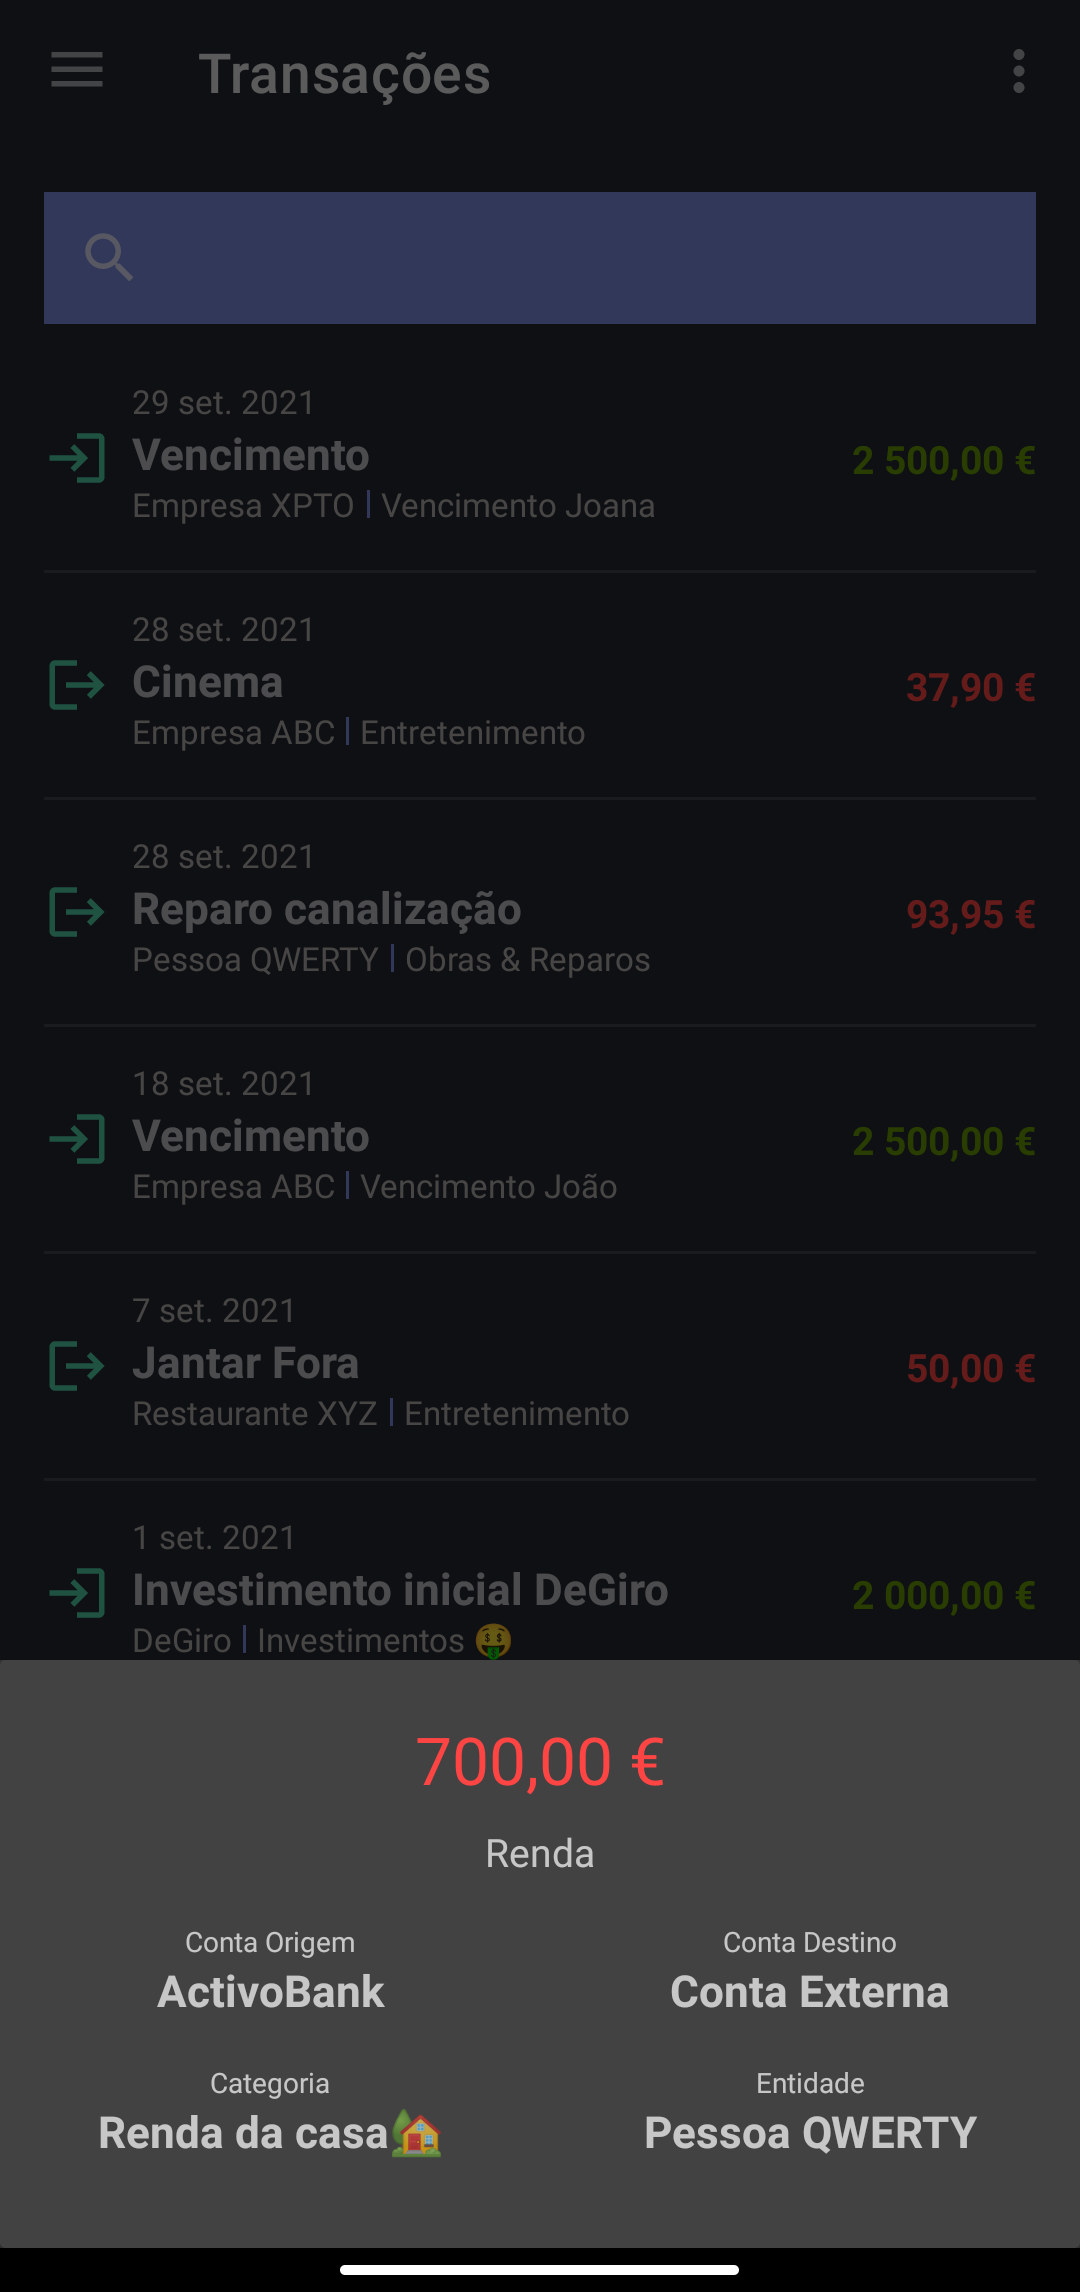 Transações
29 set. 2021
Vencimento
2 500,00 €
Empresa XPTO | Vencimento Joana
28 set. 2021
Cinema
37,90 €
Empresa ABC | Entretenimento
28 set. 2021
Reparo canalização
93,95 €
Pessoa QWERTY | Obras & Reparos
18 set. 2021
Vencimento
2 500,00 €
Empresa ABC | Vencimento João
7 set. 2021
Jantar Fora
50,00 €
Restaurante XYZ | Entretenimento
1 set. 2021
Investimento inicial DeGiro
2 000,00 €
DeGiro | Investimentos 🤑
700,00 €
Renda
Conta Origem
ActivoBank
Conta Destino
Conta Externa
Categoria
Renda da casa🏡
Entidade
Pessoa QWERTY